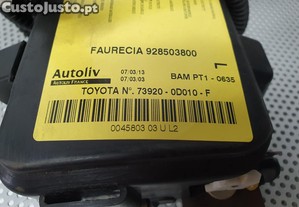 CustoJusto.pt
FAURECIA 928503800
L
Autoliv
07:03:13
BAM PT1 - 0635
07/03/03
TOYOTA N°. 73920 - 0D010 - F
0045803 03 U L2